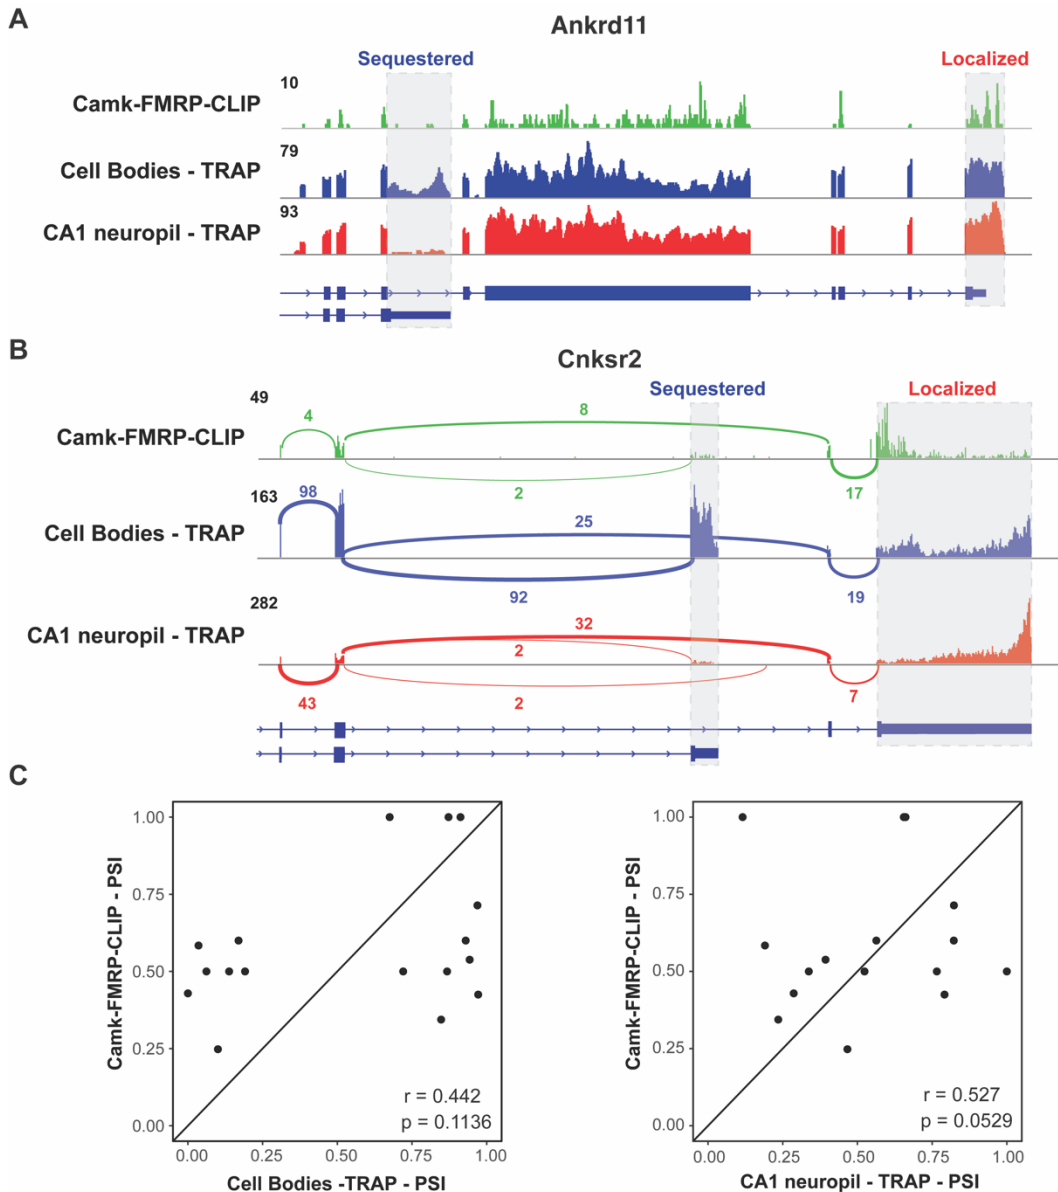 A
Ankrd11
Sequestered
Localized
10
Camk-FMRP-CLIP
79
Cell Bodies - TRAP
93
CA1 neuropil - TRAP
B
Cnksr2
Sequestered
Localized
49
4
8
Camk-FMRP-CLIP
2
17
163
98
25
Cell Bodies - TRAP
92
19
282
32
CA1 neuropil - TRAP
2
43
2
7
C
Camk-FMRP-CLIP - PSI
1.00
0.75
0.50
0.25
0.00
r = 0.442
p = 0.1136
0.00 0.25 0.50 0.75 1.00
Cell Bodies -TRAP - PSI
Camk-FMRP-CLIP - PSI
1.00
0.75
0.50
0.25
0.00
r = 0.527
p = 0.0529
0.00 0.25 0.50 0.75 1.00
CA1 neuropil - TRAP - PSI